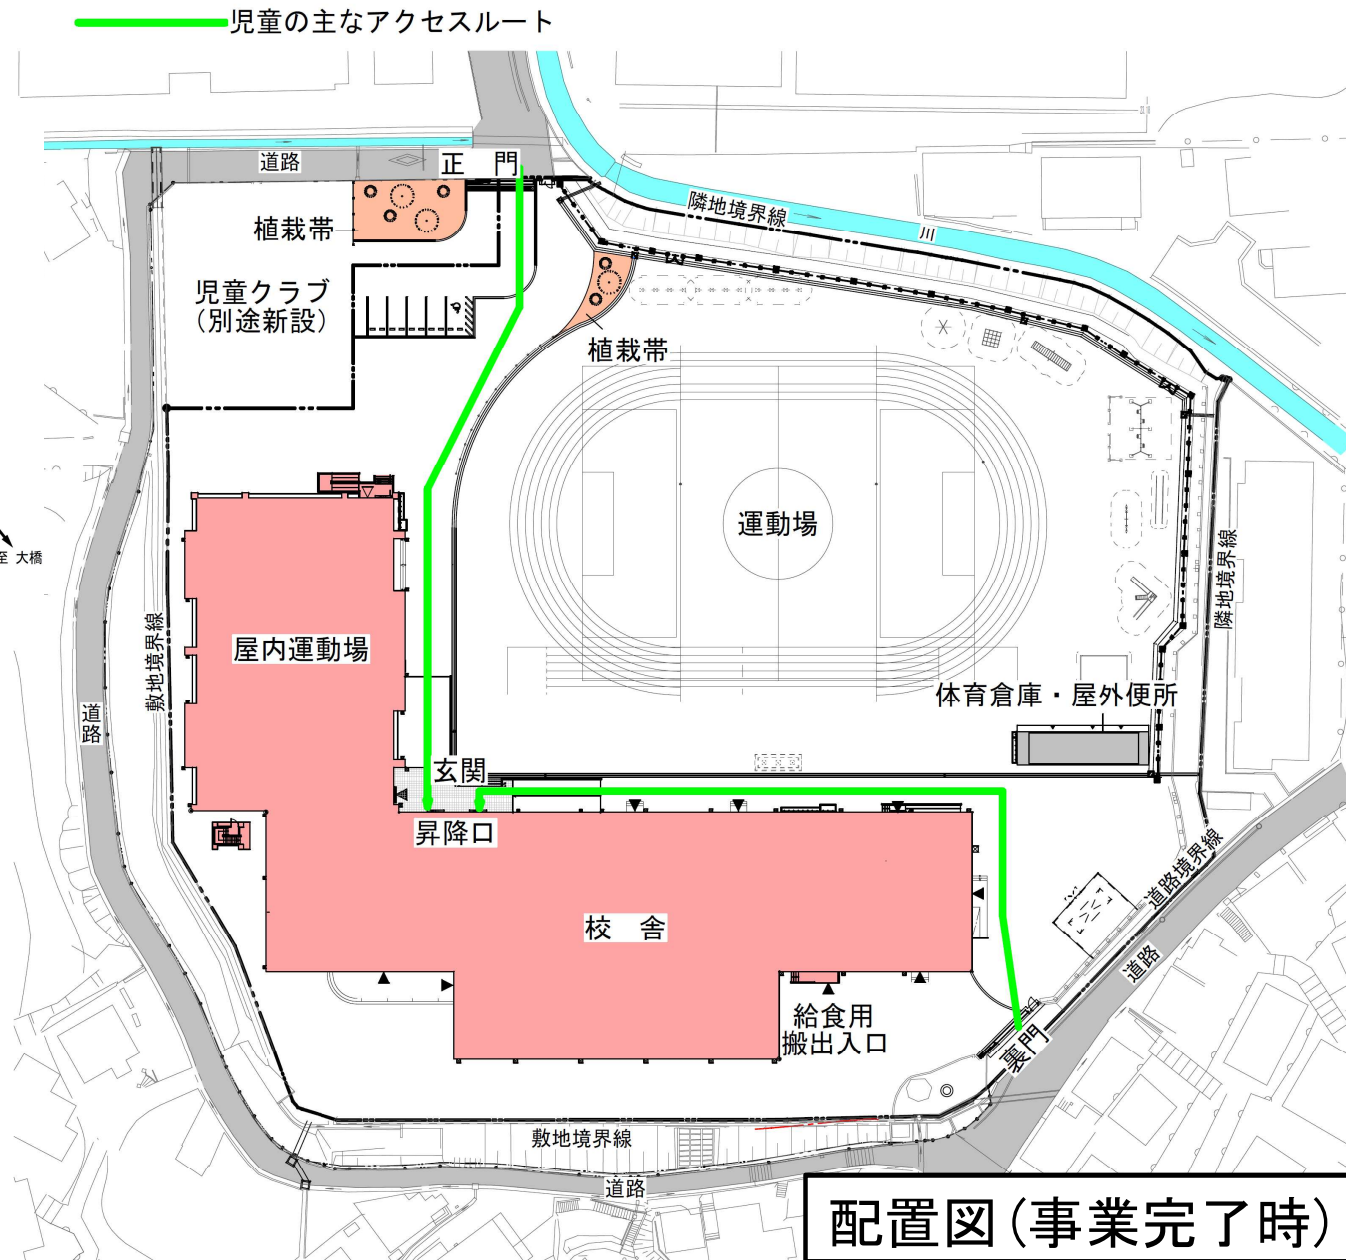 児童の主なアクセスルート
道路
正 門
隣地境界線
川
植栽帯
児童クラブ
(別途新設)
植栽帯
運動場
至 大橋
隣地境界線
敷地境界線
屋内運動場
道路
体育倉庫・屋外便所
玄関
昇降口
道路境界線
校 舎
道路
給食用
搬出入口
裏門
敷地境界線
道路
配置図(事業完了時)